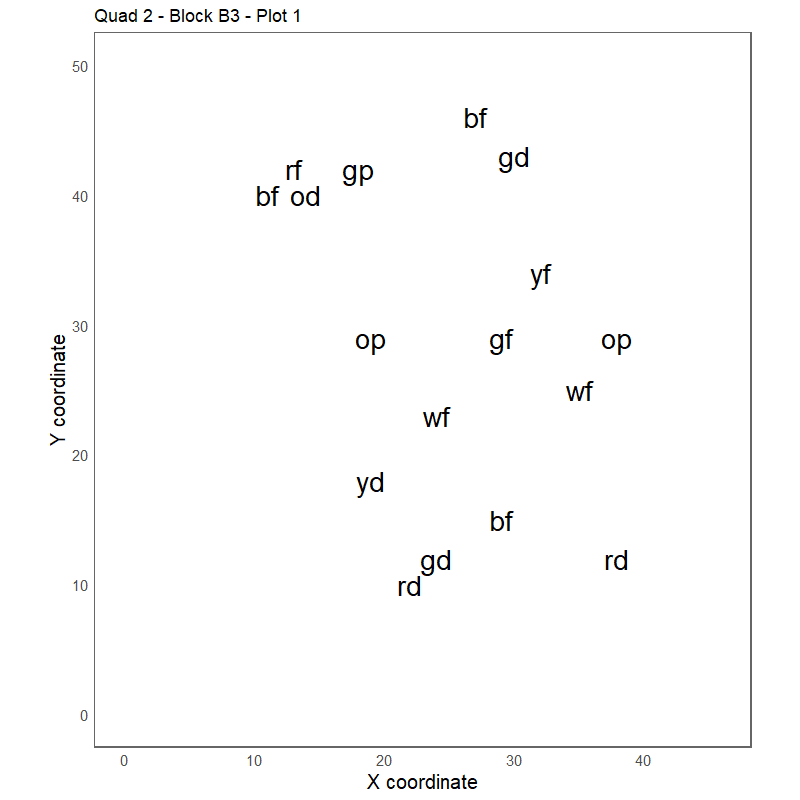 Quad 2 - Block B3 - Plot 1
50
bf
gd
rf gp
40
bf od
yf
30
op gf op
wf
wf
20
yd
bf
gd rd
10
rd
0
0 10 20 30 40
X coordinate
Y coordinate